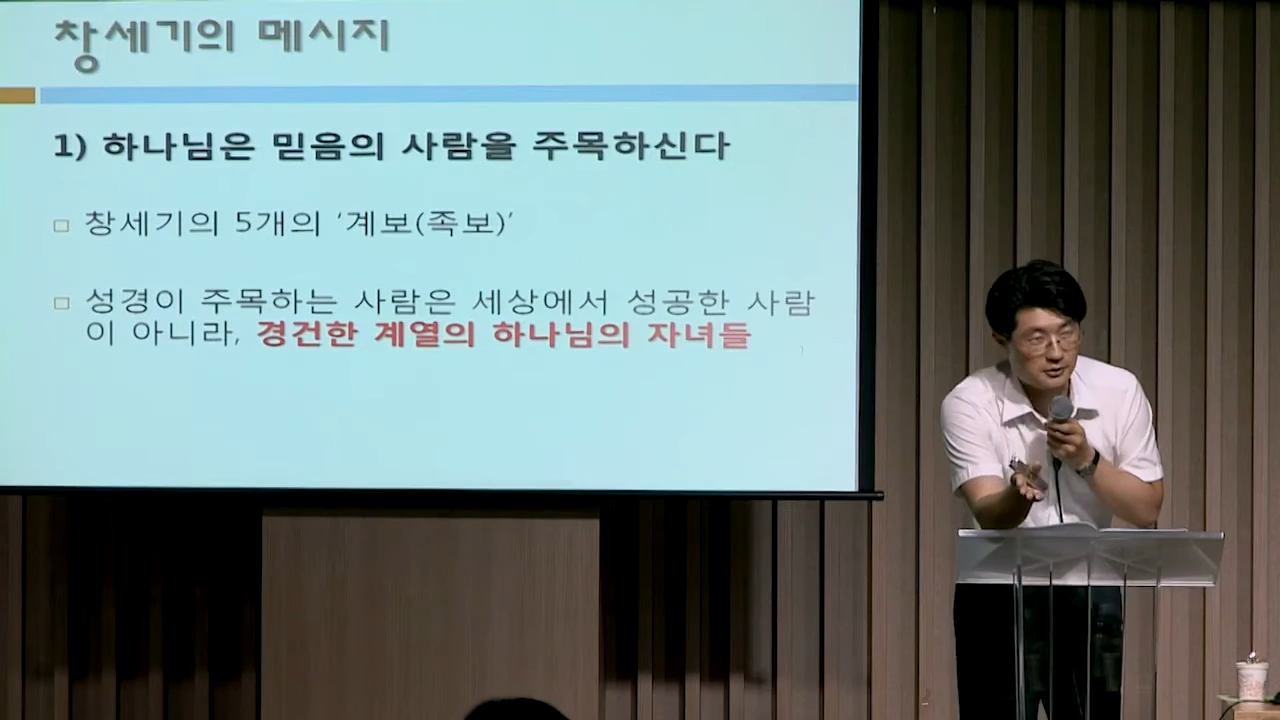 창세기의 메시지
1) 하나님은 믿음의 사람을 주목하신다
▫ 창세기의 5개의 ‘계보(족보)’
▫ 성경이 주목하는 사람은 세상에서 성공한 사람
이 아니라, 경건한 계열의 하나님의 자녀들